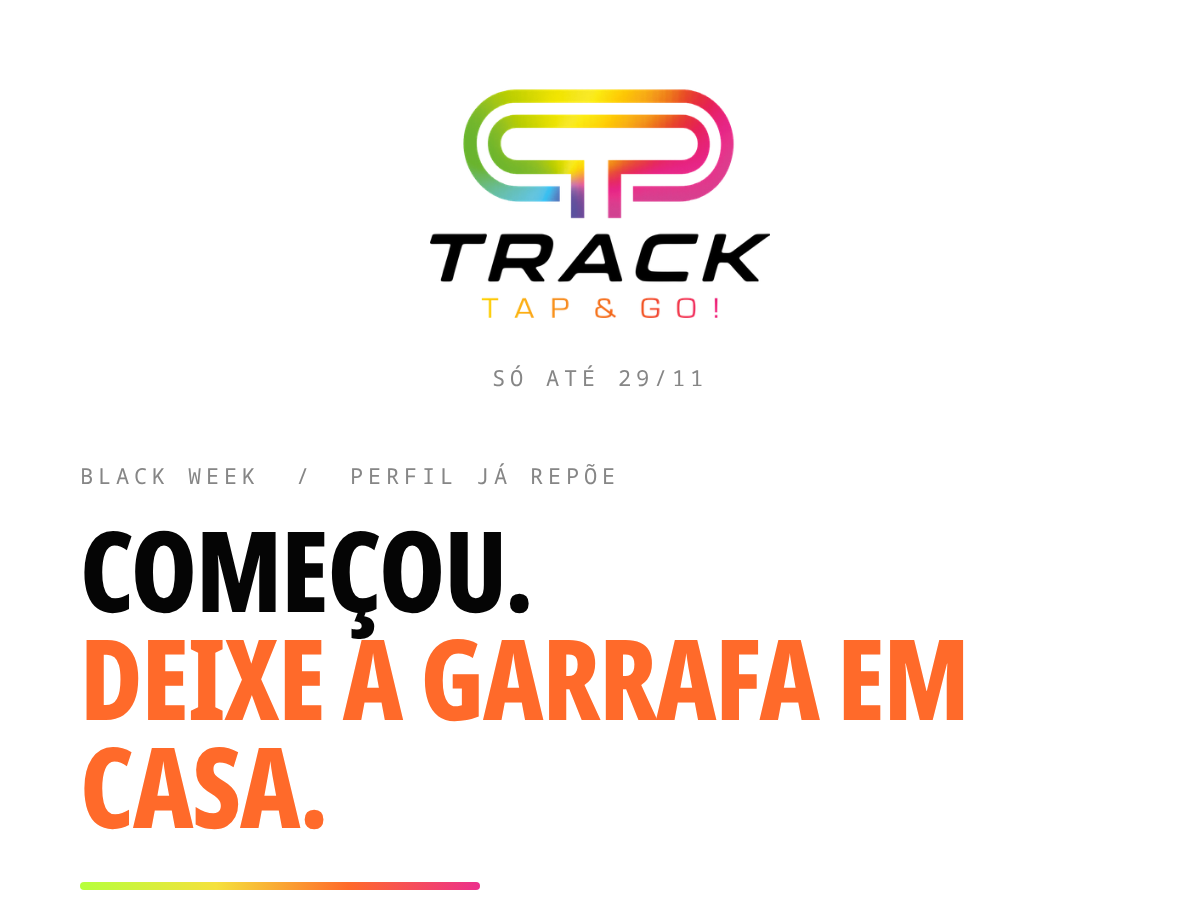 TRACK
TAP & GO!
SÓ ATÉ 29/11
BLACK WEEK / PERFIL JÁ REPÕE
COMEÇOU.
DEIXE A GARRAFA EM
CASA.